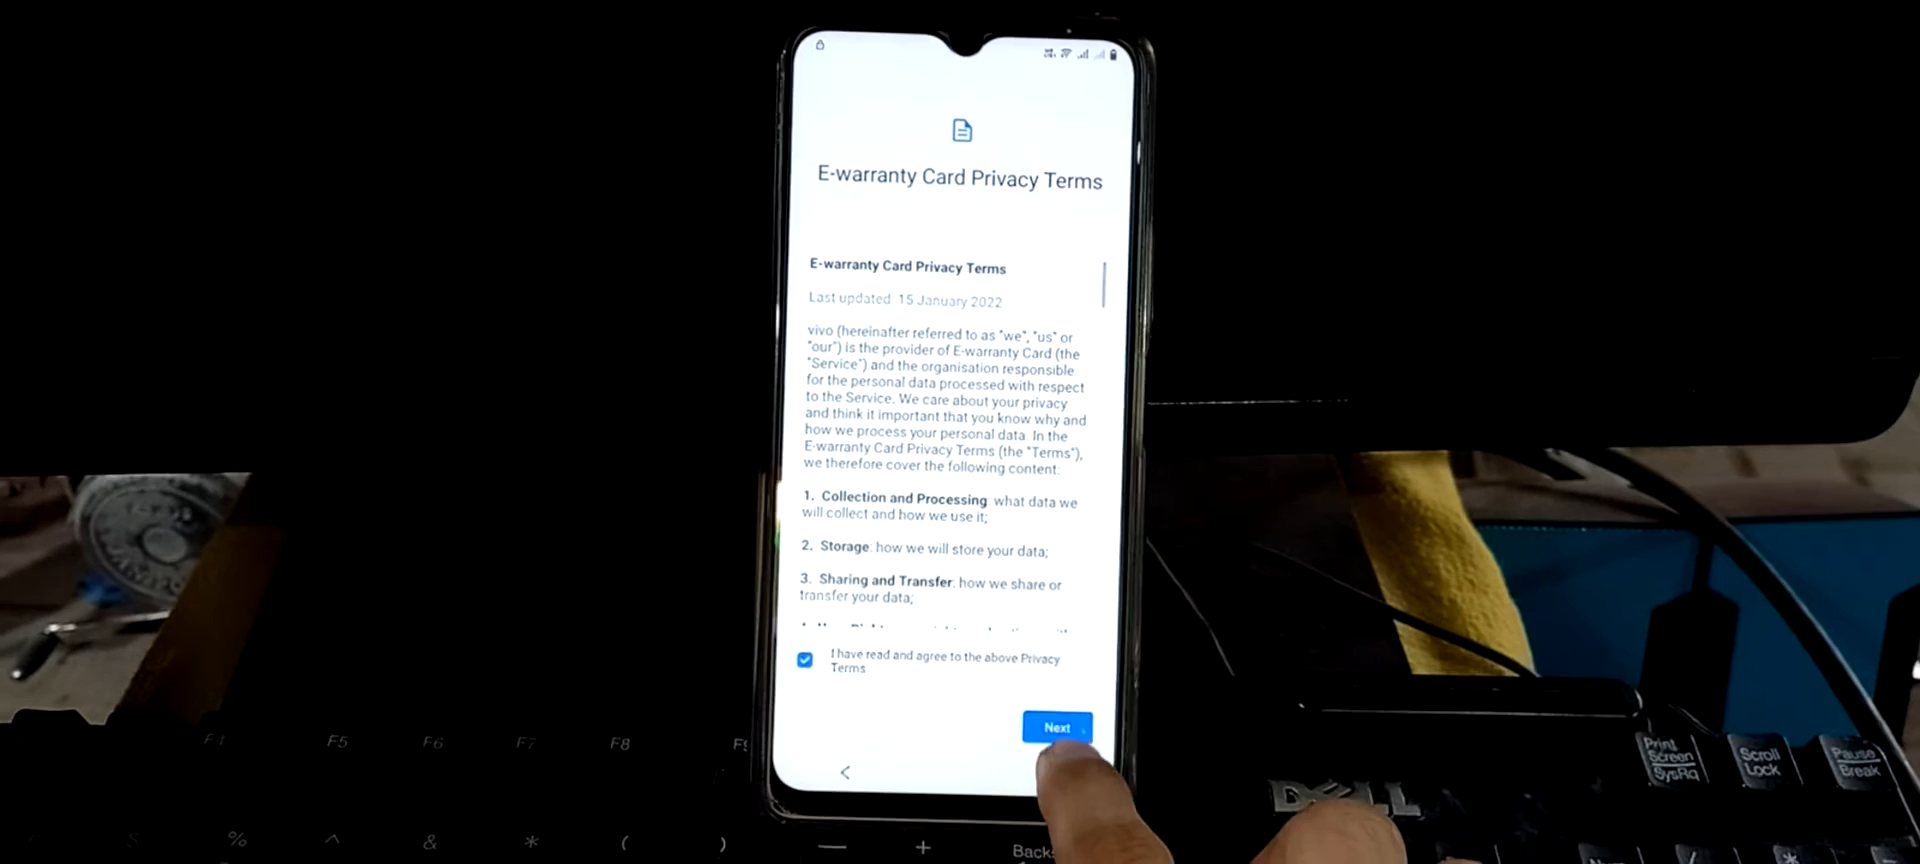 E-warranty Card Privacy Terms
E-warranty Card Privacy Terms
Last updated: 15 January 2022
vivo (hereinafter referred to as "we", "us" or
"our") is the provider of E-warranty Card (the
"Service") and the organisation responsible
for the personal data processed with respect
to the Service. We care about your privacy
and think it important that you know why and
how we process your personal data. In the
E-warranty Card Privacy Terms (the "Terms"),
we therefore cover the following content:
1. Collection and Processing: what data we
will collect and how we use it;
2. Storage: how we will store your data;
3. Sharing and Transfer: how we share or
transfer your data;
I have read and agree to the above Privacy
Terms
Next
F4 F5 F6 F7 F8 F9
Print
Screen
SysRq
Scroll
Lock
Pause
Break
DELL
% ^ & * ( ) — + Backs